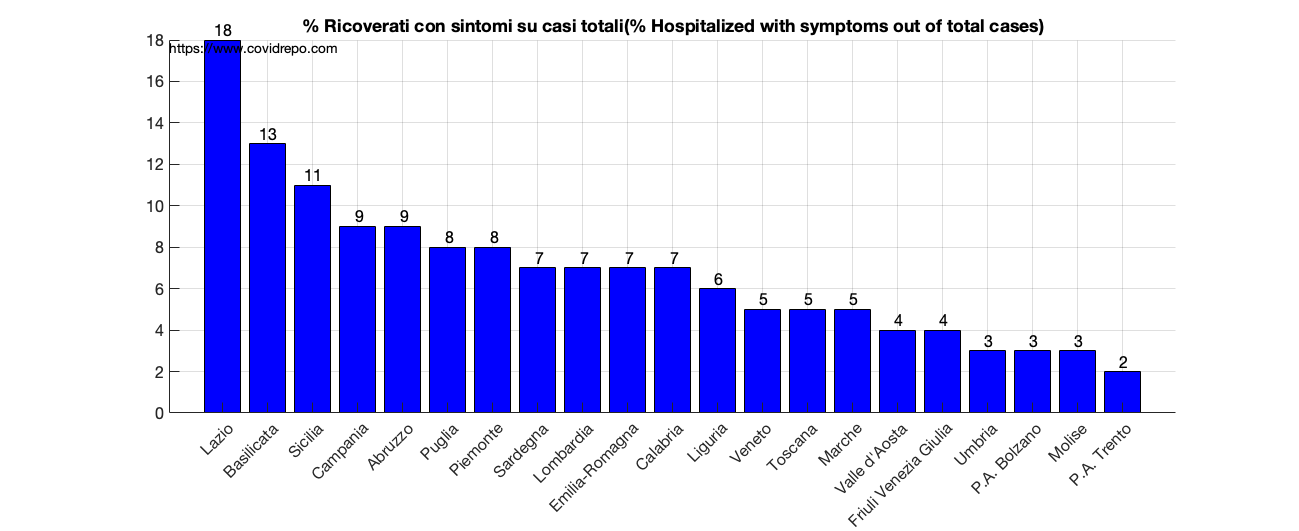 % Ricoverati con sintomi su casi totali(% Hospitalized with symptoms out of total cases)
https://www.covidrepo.com
18
16
14
12
10
8
6
4
2
0
18
13
11
9
9
8
8
7
7
7
7
6
5
5
5
4
4
3
3
3
2
Lazio
Basilicata
Sicilia
Campania
Abruzzo
Puglia
Piemonte
Sardegna
Lombardia
Emilia-Romagna
Calabria
Liguria
Veneto
Toscana
Marche
Valle d'Aosta
Friuli Venezia Giulia
Umbria
P.A. Bolzano
Molise
P.A. Trento